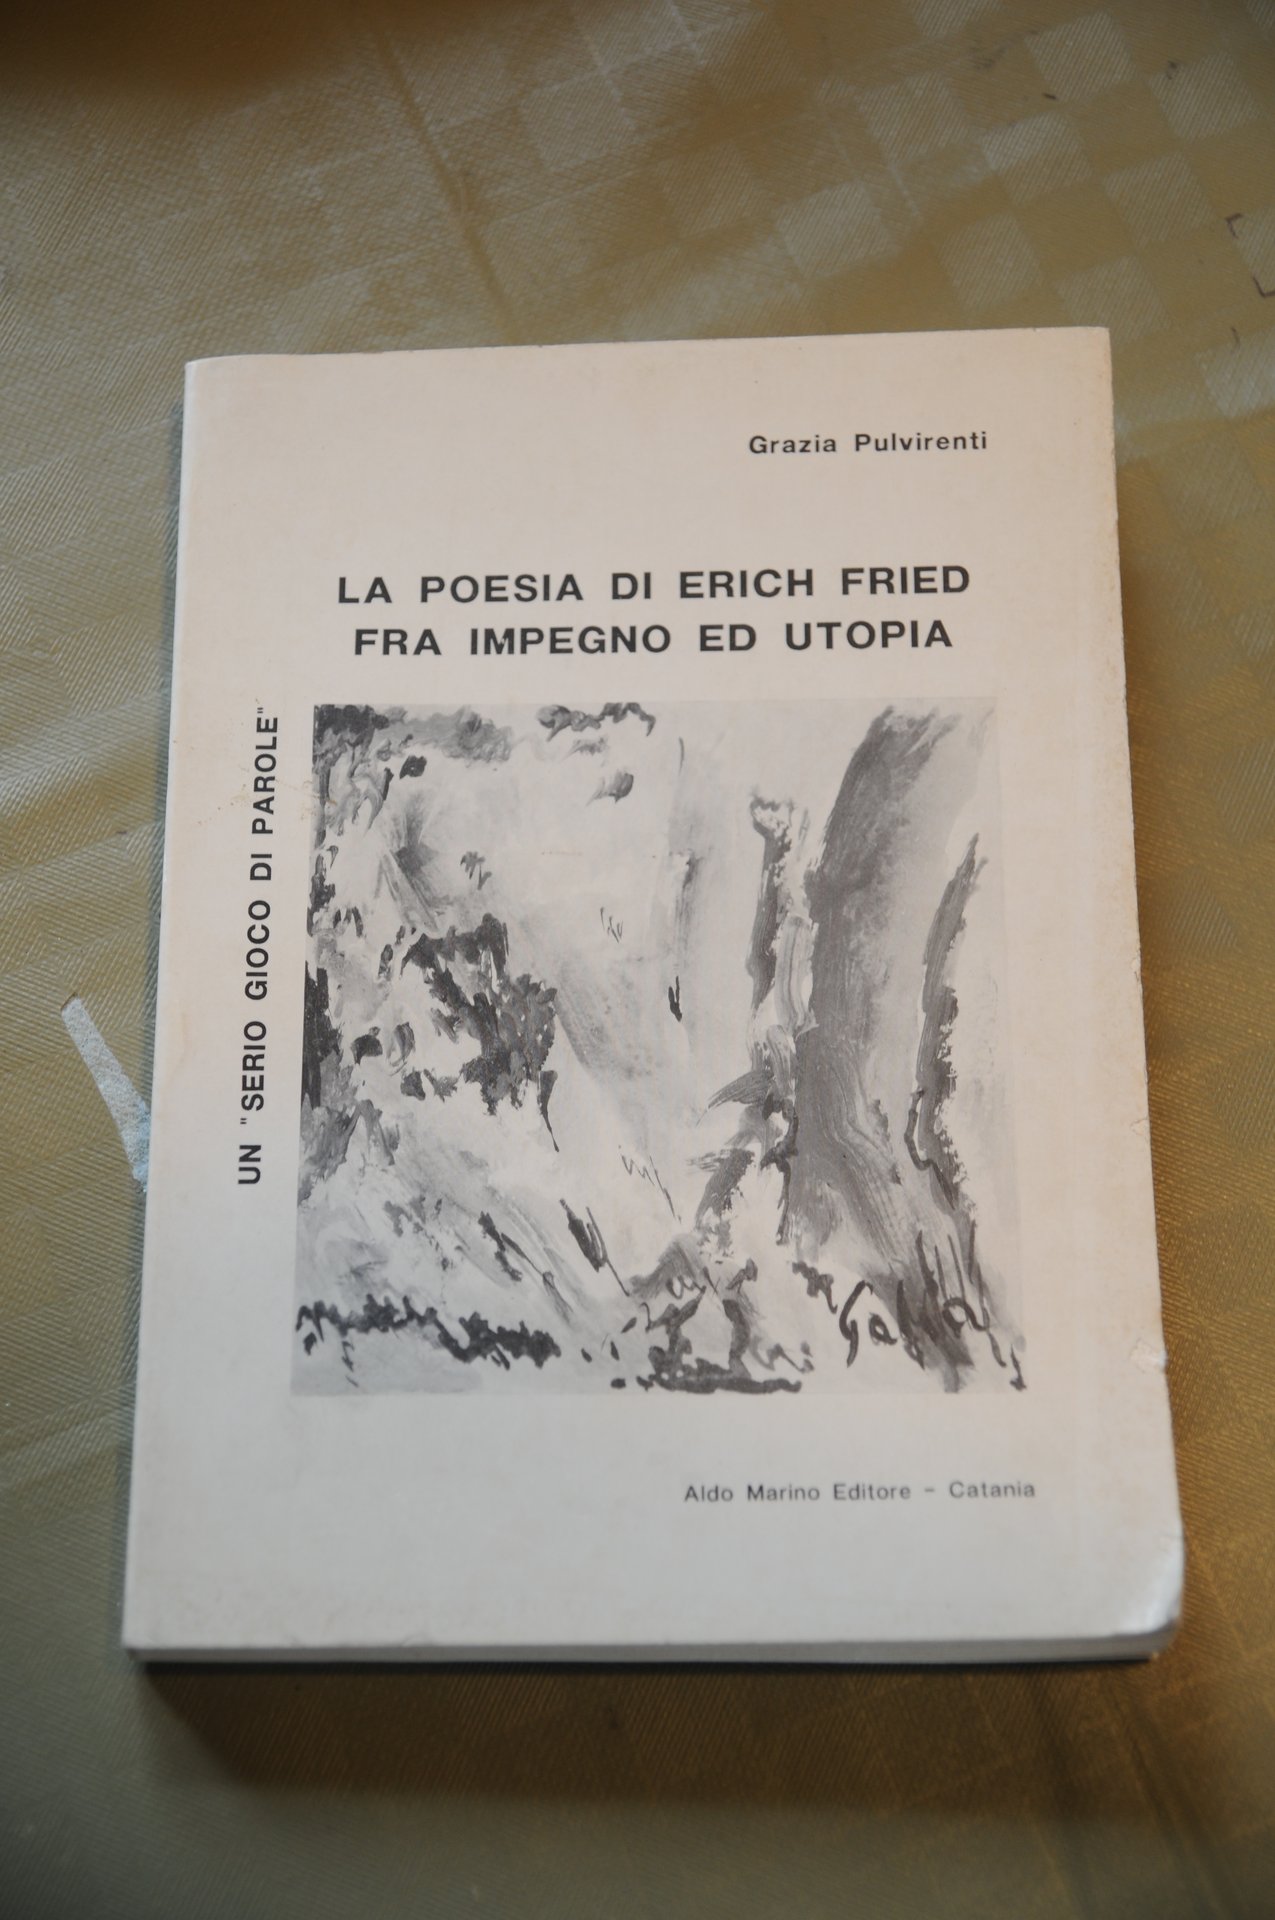 Grazia Pulvirenti
LA POESIA DI ERICH FRIED
FRA IMPEGNO ED UTOPIA
UN "SERIO GIOCO DI PAROLE"
Aldo Marino Editore - Catania